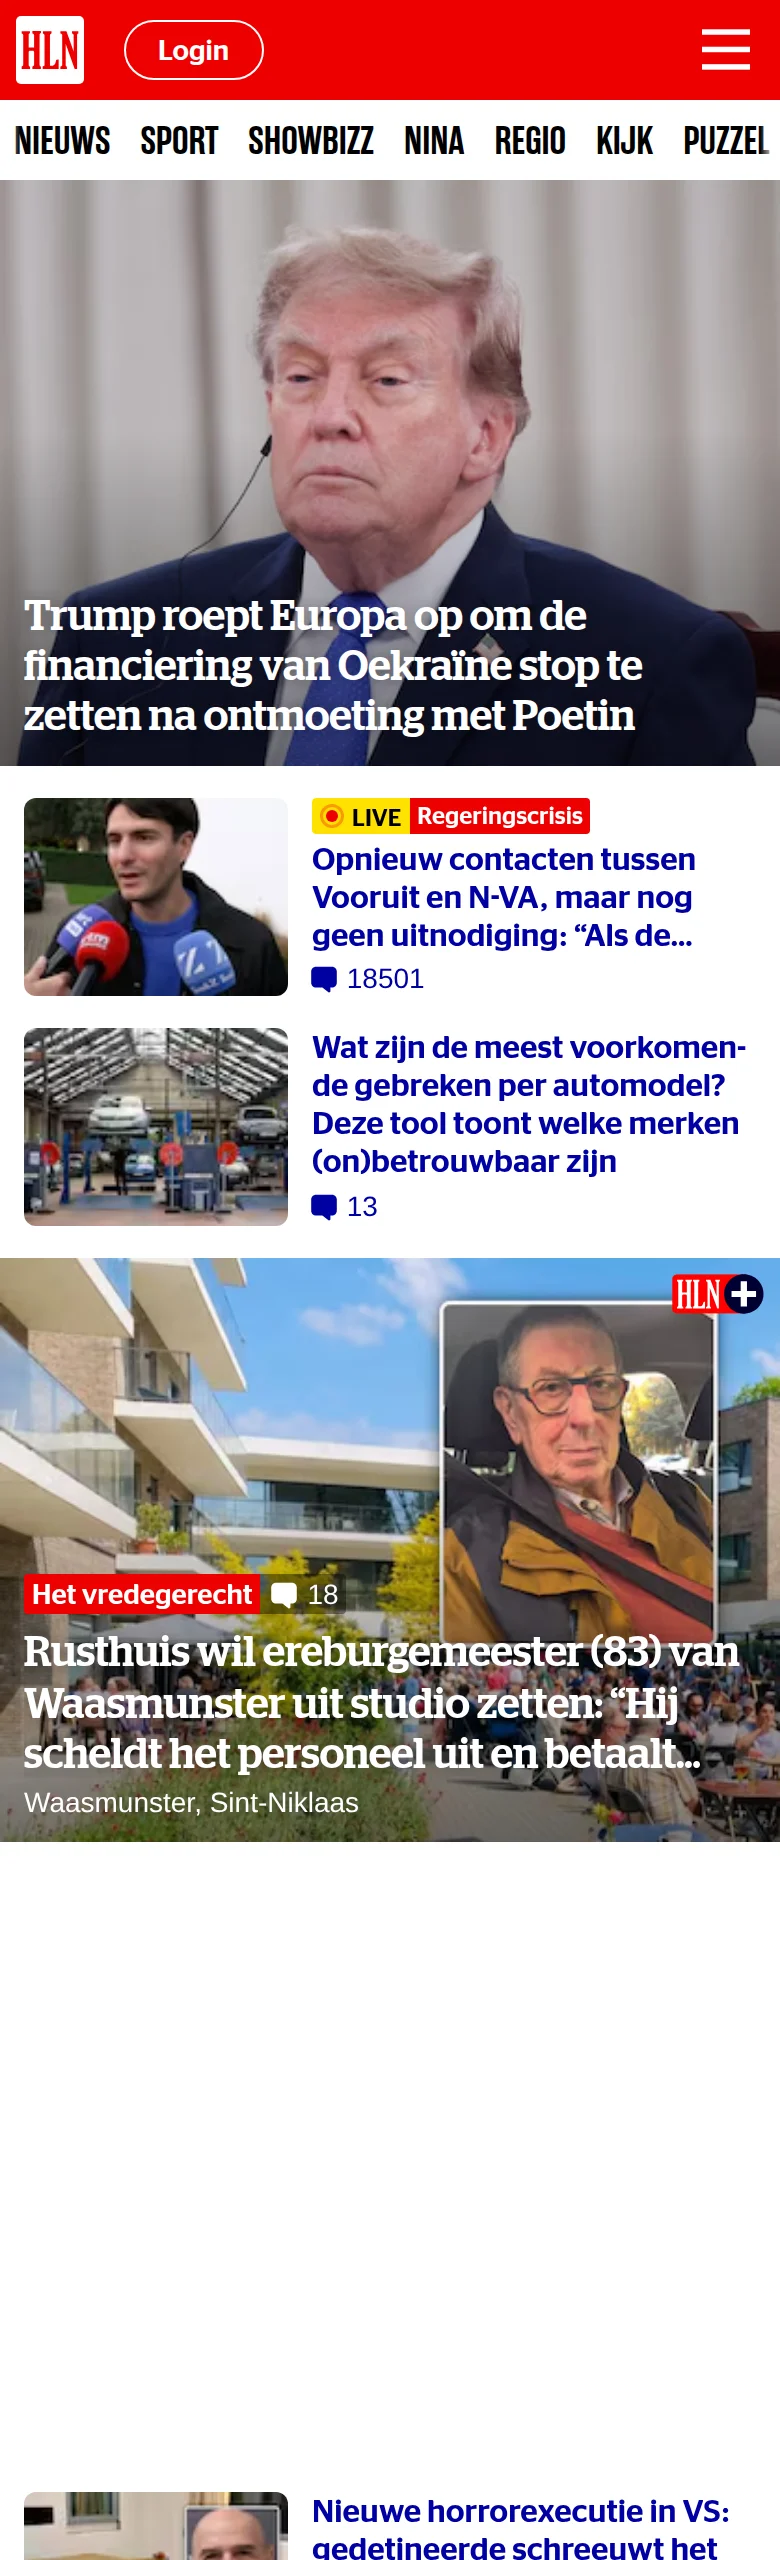 HLN
Login
NIEUWS SPORT SHOWBIZZ NINA REGIO KIJK PUZZEL
Trump roept Europa op om de
financiering van Oekraïne stop te
zetten na ontmoeting met Poetin
LIVE Regeringscrisis
Opnieuw contacten tussen
Vooruit en N-VA, maar nog
geen uitnodiging: “Als de...
18501
Wat zijn de meest voorkomen-
de gebreken per automodel?
Deze tool toont welke merken
(on)betrouwbaar zijn
13
HLN+
Het vredegerecht 18
Rusthuis wil ereburgemeester (83) van
Waasmunster uit studio zetten: “Hij
scheldt het personeel uit en betaalt...
Waasmunster, Sint-Niklaas
Nieuwe horrorexecutie in VS:
gedetineerde schreeuwt het